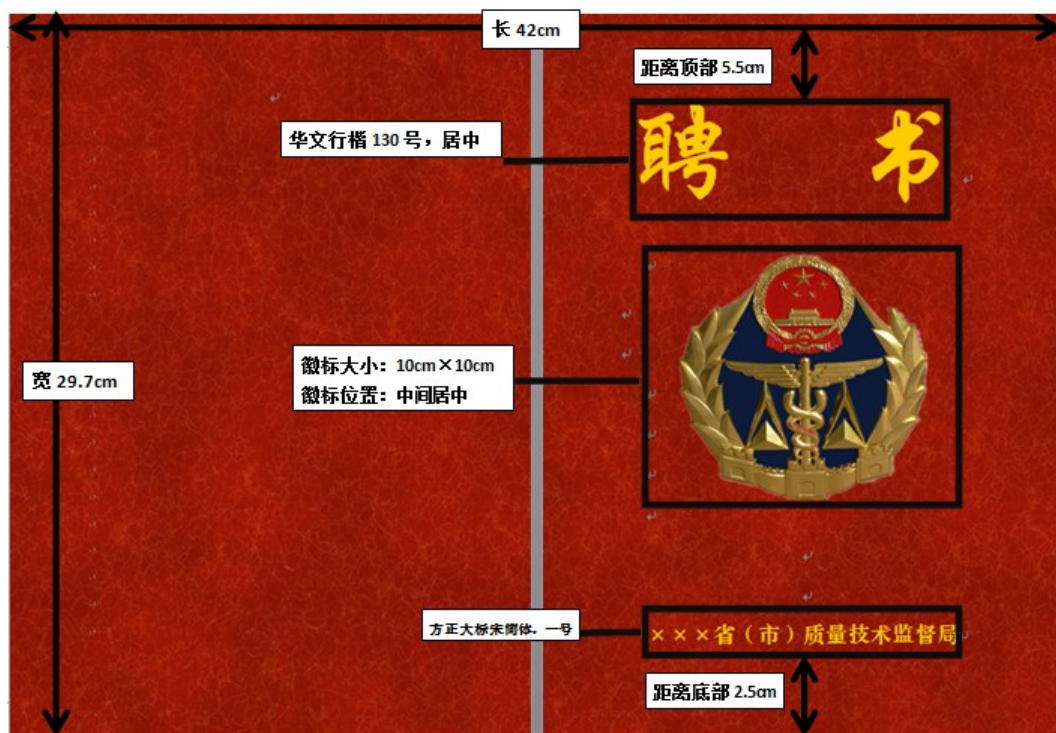 长 42cm
距离顶部 5.5cm
华文行楷 130 号，居中
聘 书
宽 29.7cm
徽标大小：10cm×10cm
徽标位置：中间居中
方正大标宋简体，一号
×××省（市）质量技术监督局
距离底部 2.5cm